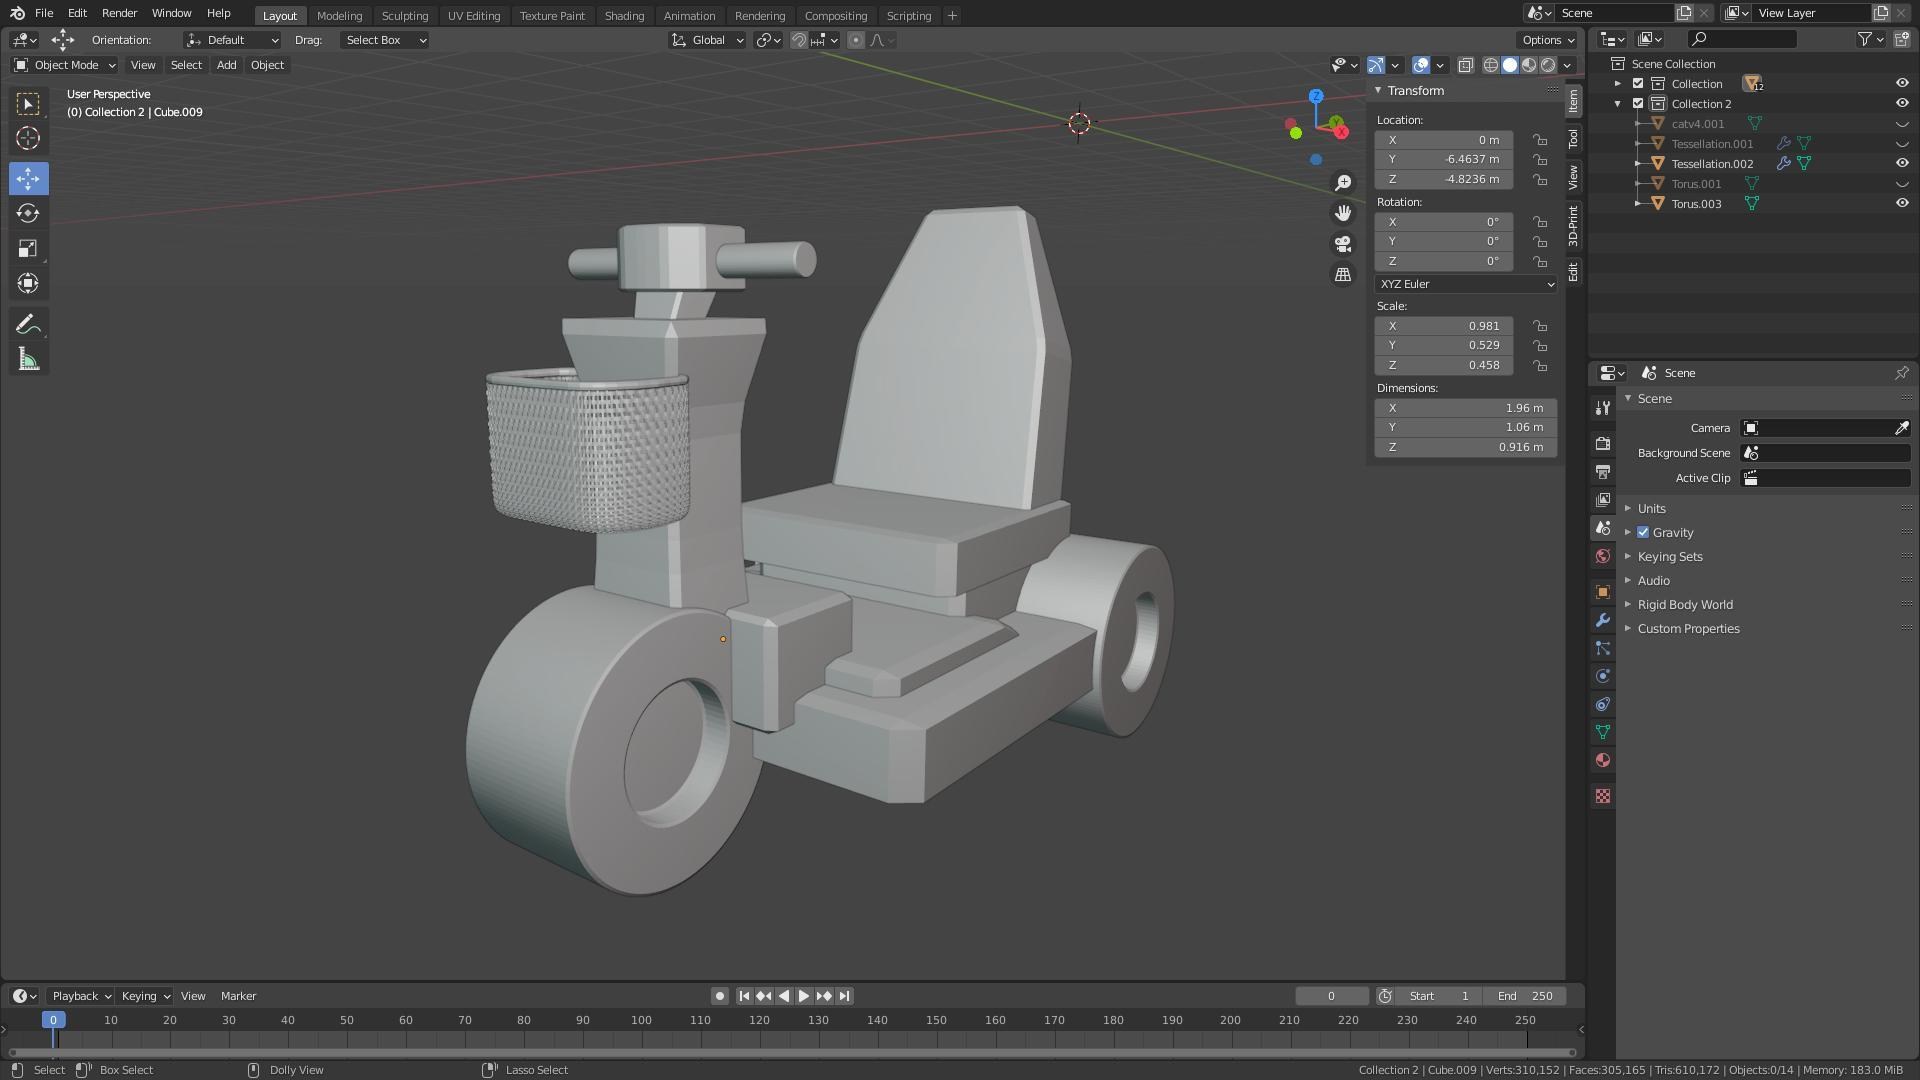 File Edit Render Window Help Layout Modeling Sculpting UV Editing Texture Paint Shading Animation Rendering Compositing Scripting + Scene View Layer
Orientation: Default Drag: Select Box Global Options
Object Mode View Select Add Object
User Perspective
(0) Collection 2 | Cube.009
Transform
Location:
X 0 m
Y -6.4637 m
Z -4.8236 m
Rotation:
X 0°
Y 0°
Z 0°
XYZ Euler
Scale:
X 0.981
Y 0.529
Z 0.458
Dimensions:
X 1.96 m
Y 1.06 m
Z 0.916 m
Item
Tool
View
3D-Print
Edit
Z
Y
X
Scene Collection
Collection 12
Collection 2
catv4.001
Tessellation.001
Tessellation.002
Torus.001
Torus.003
Scene
Scene
Camera
Background Scene
Active Clip
Units
Gravity
Keying Sets
Audio
Rigid Body World
Custom Properties
Playback Keying View Marker 0 Start 1 End 250
0 10 20 30 40 50 60 70 80 90 100 110 120 130 140 150 160 170 180 190 200 210 220 230 240 250
Select Box Select Dolly View Lasso Select Collection 2 | Cube.009 | Verts:310,152 | Faces:305,165 | Tris:610,172 | Objects:0/14 | Memory: 183.0 MiB